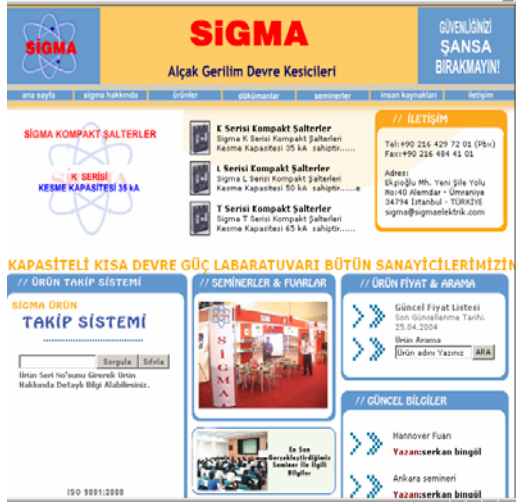 SİGMA
SİGMA
Alçak Gerilim Devre Kesicileri
GÜVENLİĞİNİZİ
ŞANSA
BIRAKMAYIN!
ana sayfa
sigma hakkında
ürünler
dökümanlar
seminerler
insan kaynakları
iletişim
SİGMA KOMPAKT ŞALTERLER
K SERİSİ
KESME KAPASİTESİ 35 kA
K Serisi Kompakt Şalterler
Sigma K Serisi Kompakt Şalterleri
Kesme Kapasitesi 35 kA sahiptir......
L Serisi Kompakt Şalterler
Sigma L Serisi Kompakt Şalterleri
Kesme Kapasitesi 50 kA sahiptir......e
T Serisi Kompakt Şalterler
Sigma T Serisi Kompakt Şalterleri
Kesme Kapasitesi 65 kA sahiptir......
// İLETİŞİM
Tel:+90 216 429 72 01 (Pbx)
Fax:+90 216 484 41 01
Adres:
Ekşioğlu Mh. Yeni Şile Yolu
No:40 Alemdar - Ümraniye
34794 İstanbul - TÜRKİYE
sigma@sigmaelektrik.com
KAPASİTELİ KISA DEVRE GÜÇ LABARATUVARI BÜTÜN SANAYİCİLERİMİZİN
// ÜRÜN TAKİP SİSTEMİ
SİGMA ÜRÜN
TAKİP SİSTEMİ
Sorgula Sıfırla
Ürün Seri No'sunu Girerek Ürün
Hakkında Detaylı Bilgi Alabilirsiniz.
ISO 9001:2000
// SEMİNERLER & FUARLAR
SİGMA
En Son
Gerçekleştirdiğimiz
Seminer İle İlgili
Bilgiler
// ÜRÜN FİYAT & ARAMA
Güncel Fiyat Listesi
Son Güncellenme Tarihi.
25.04.2004
Ürün Arama
Ürün adını Yazınız ARA
// GÜNCEL BİLGİLER
Hannover Fuarı
Yazan:serkan bingöl
Ankara semineri
Yazan:serkan bingöl